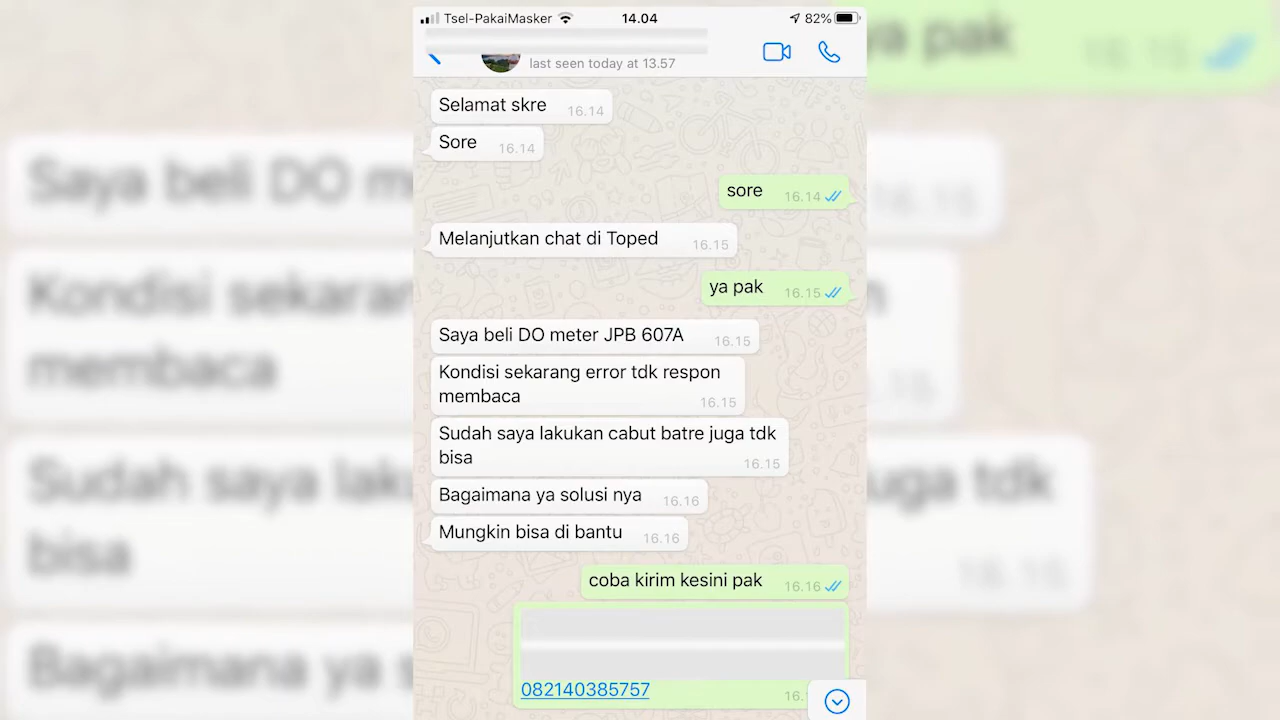 Tsel-PakaiMasker 14.04 82%
last seen today at 13.57
Selamat skre 16.14
Sore 16.14
sore 16.14
Melanjutkan chat di Toped 16.15
ya pak 16.15
Saya beli DO meter JPB 607A 16.15
Kondisi sekarang error tdk respon
membaca 16.15
Sudah saya lakukan cabut batre juga tdk
bisa 16.15
Bagaimana ya solusi nya 16.16
Mungkin bisa di bantu 16.16
coba kirim kesini pak 16.16
082140385757